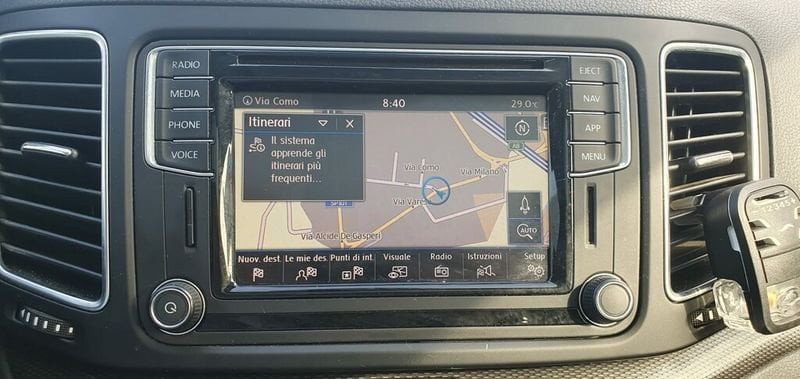 RADIO
MEDIA
PHONE
VOICE
EJECT
NAV
APP
MENU
Via Como
8:40
29.0°C
Itinerari
Il sistema
apprende gli
itinerari più
frequenti...
N
Via Como
Via Milano
Via Varese
Via Alcide De Gasperi
AUTO
Nuov. dest.
Le mie des.
Punti di int.
Visuale
Radio
Istruzioni
Setup